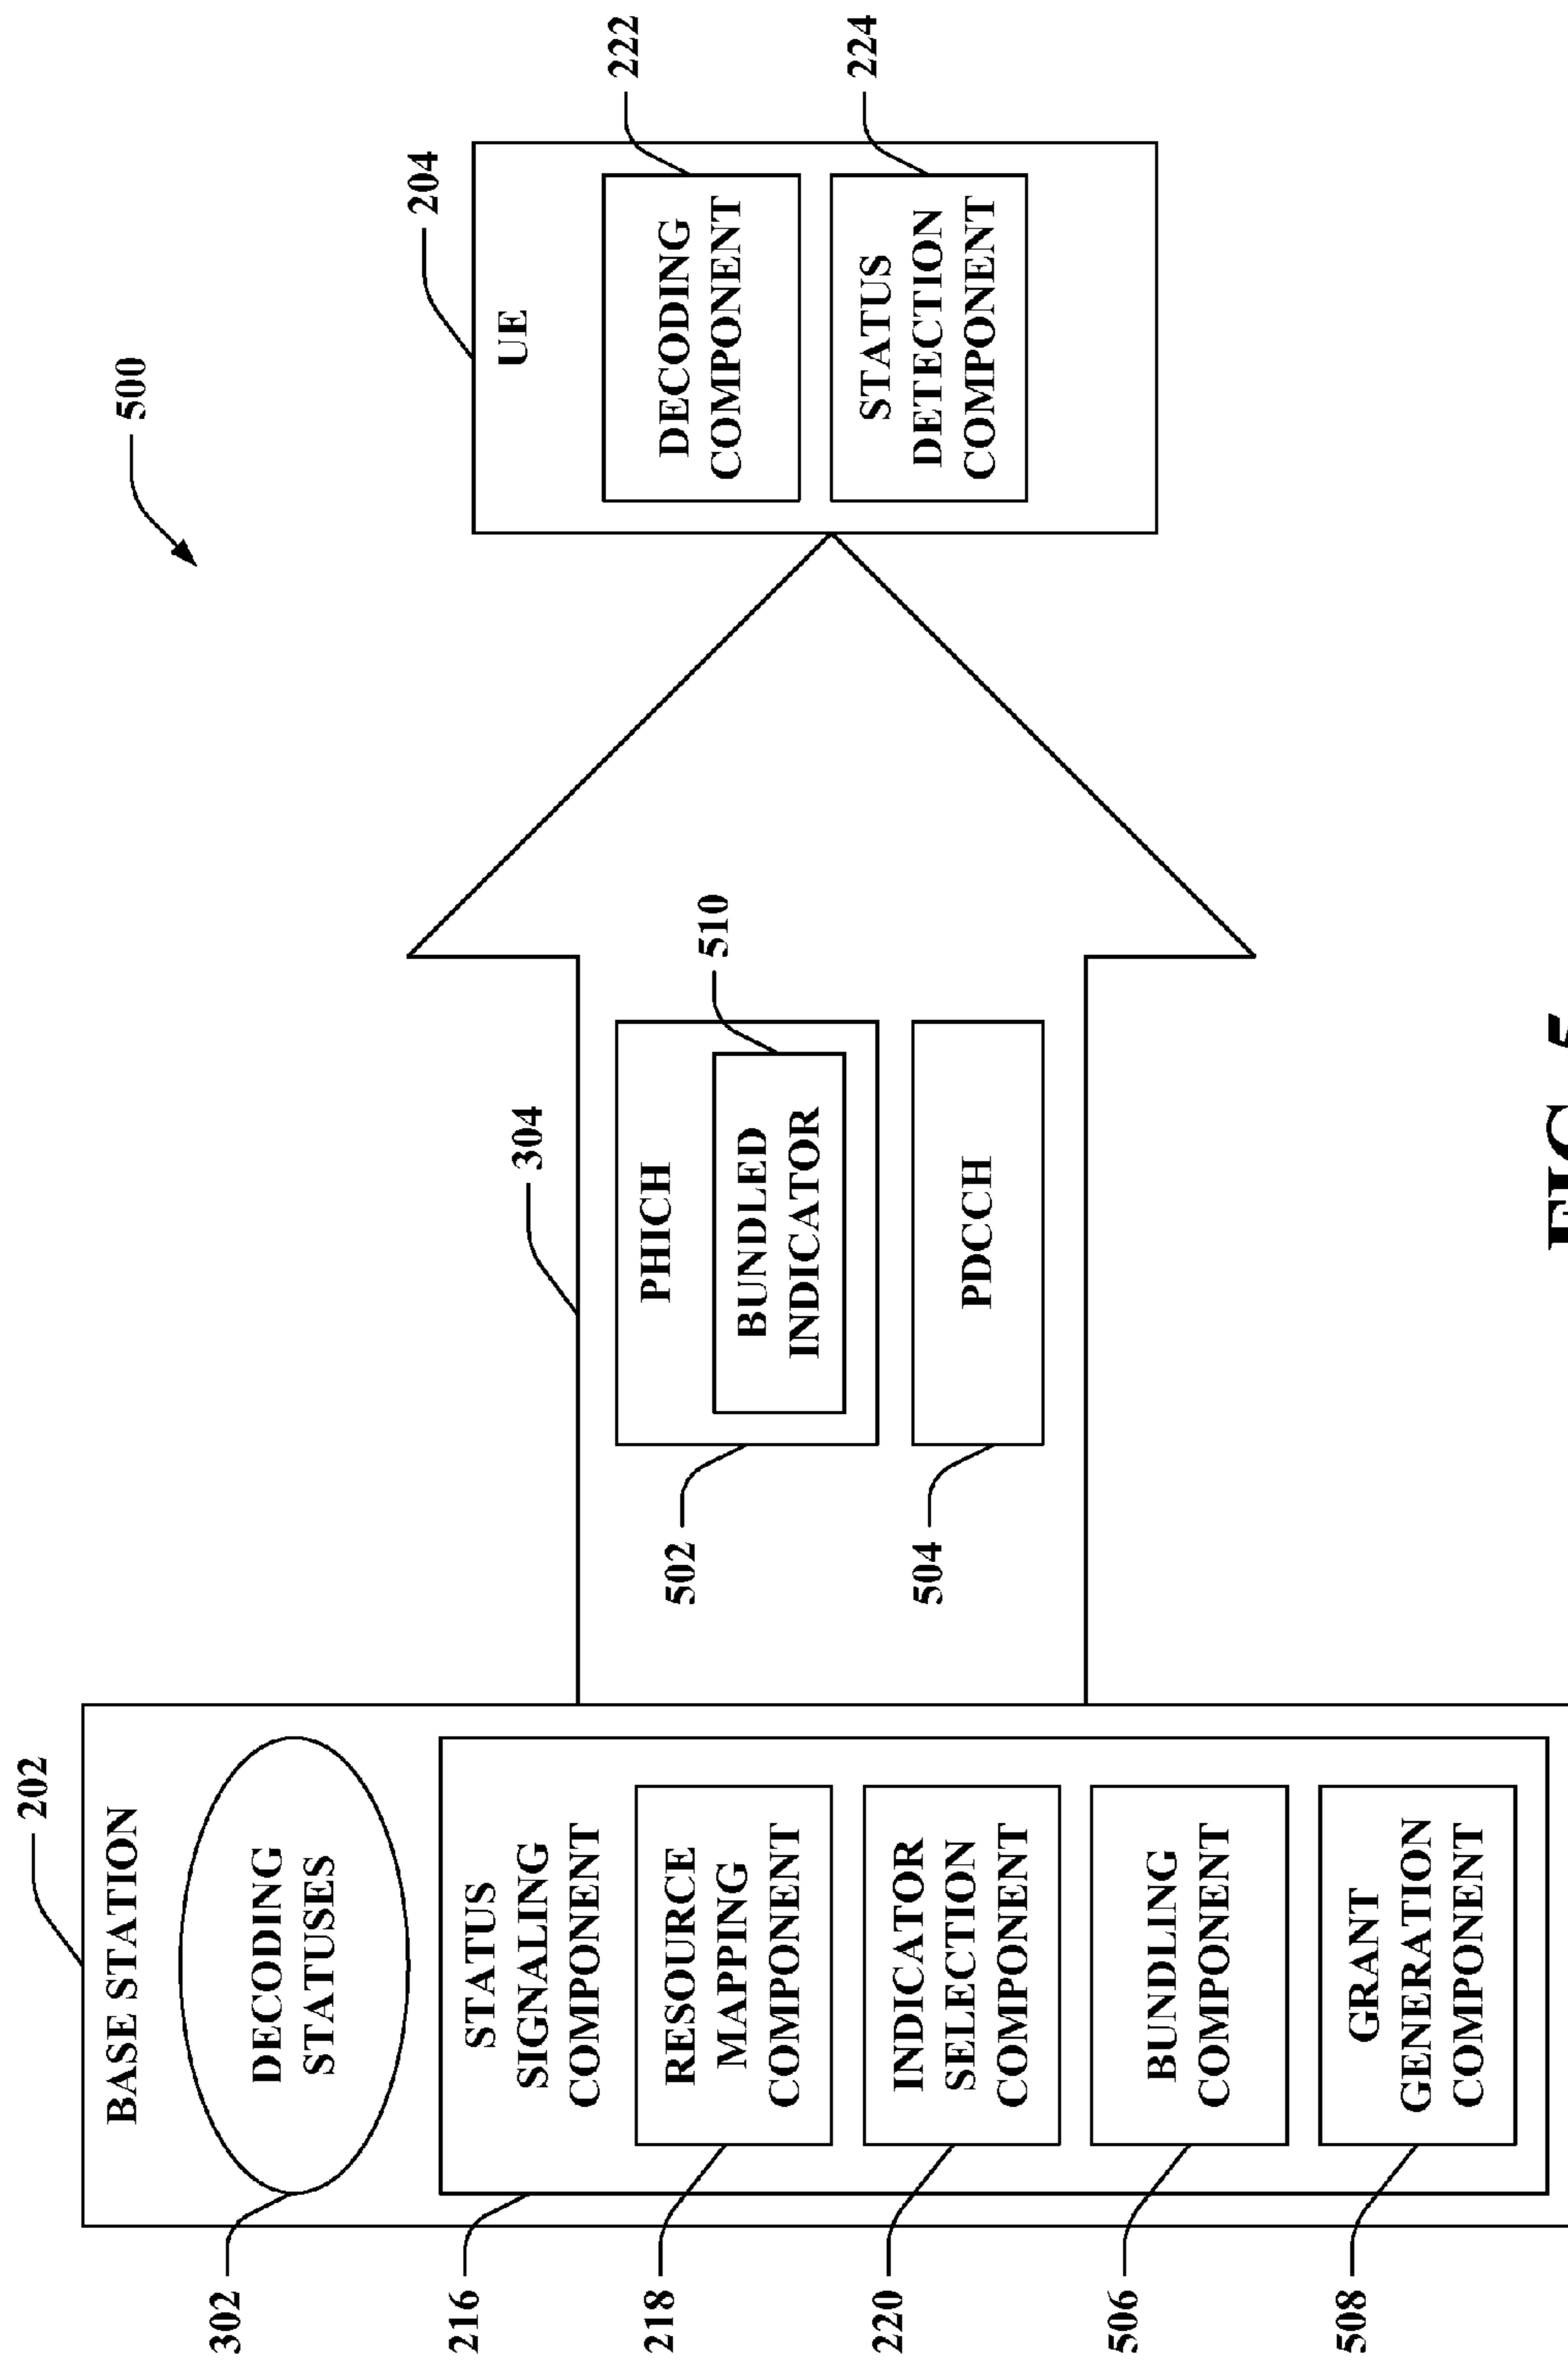 500
202
BASE STATION
302
DECODING
STATUSES
216
STATUS
SIGNALING
COMPONENT
218
RESOURCE
MAPPING
COMPONENT
220
INDICATOR
SELECTION
COMPONENT
506
BUNDLING
COMPONENT
508
GRANT
GENERATION
COMPONENT
304
502
PHICH
510
BUNDLED
INDICATOR
504
PDCCH
204
UE
222
DECODING
COMPONENT
224
STATUS
DETECTION
COMPONENT